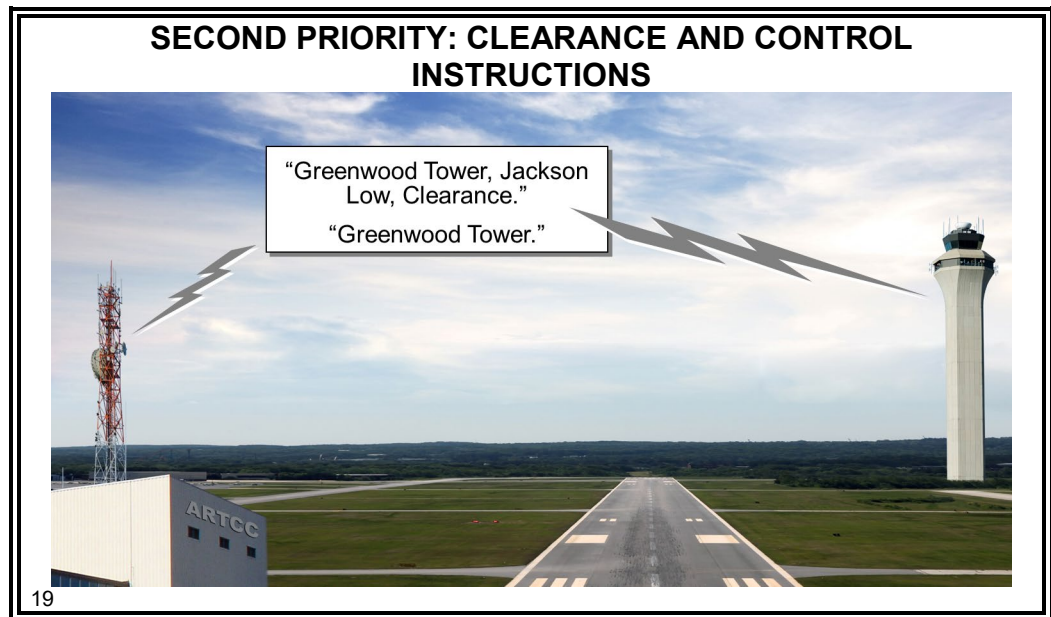 SECOND PRIORITY: CLEARANCE AND CONTROL
INSTRUCTIONS
“Greenwood Tower, Jackson
Low, Clearance.”
“Greenwood Tower.”
ARTCC
19